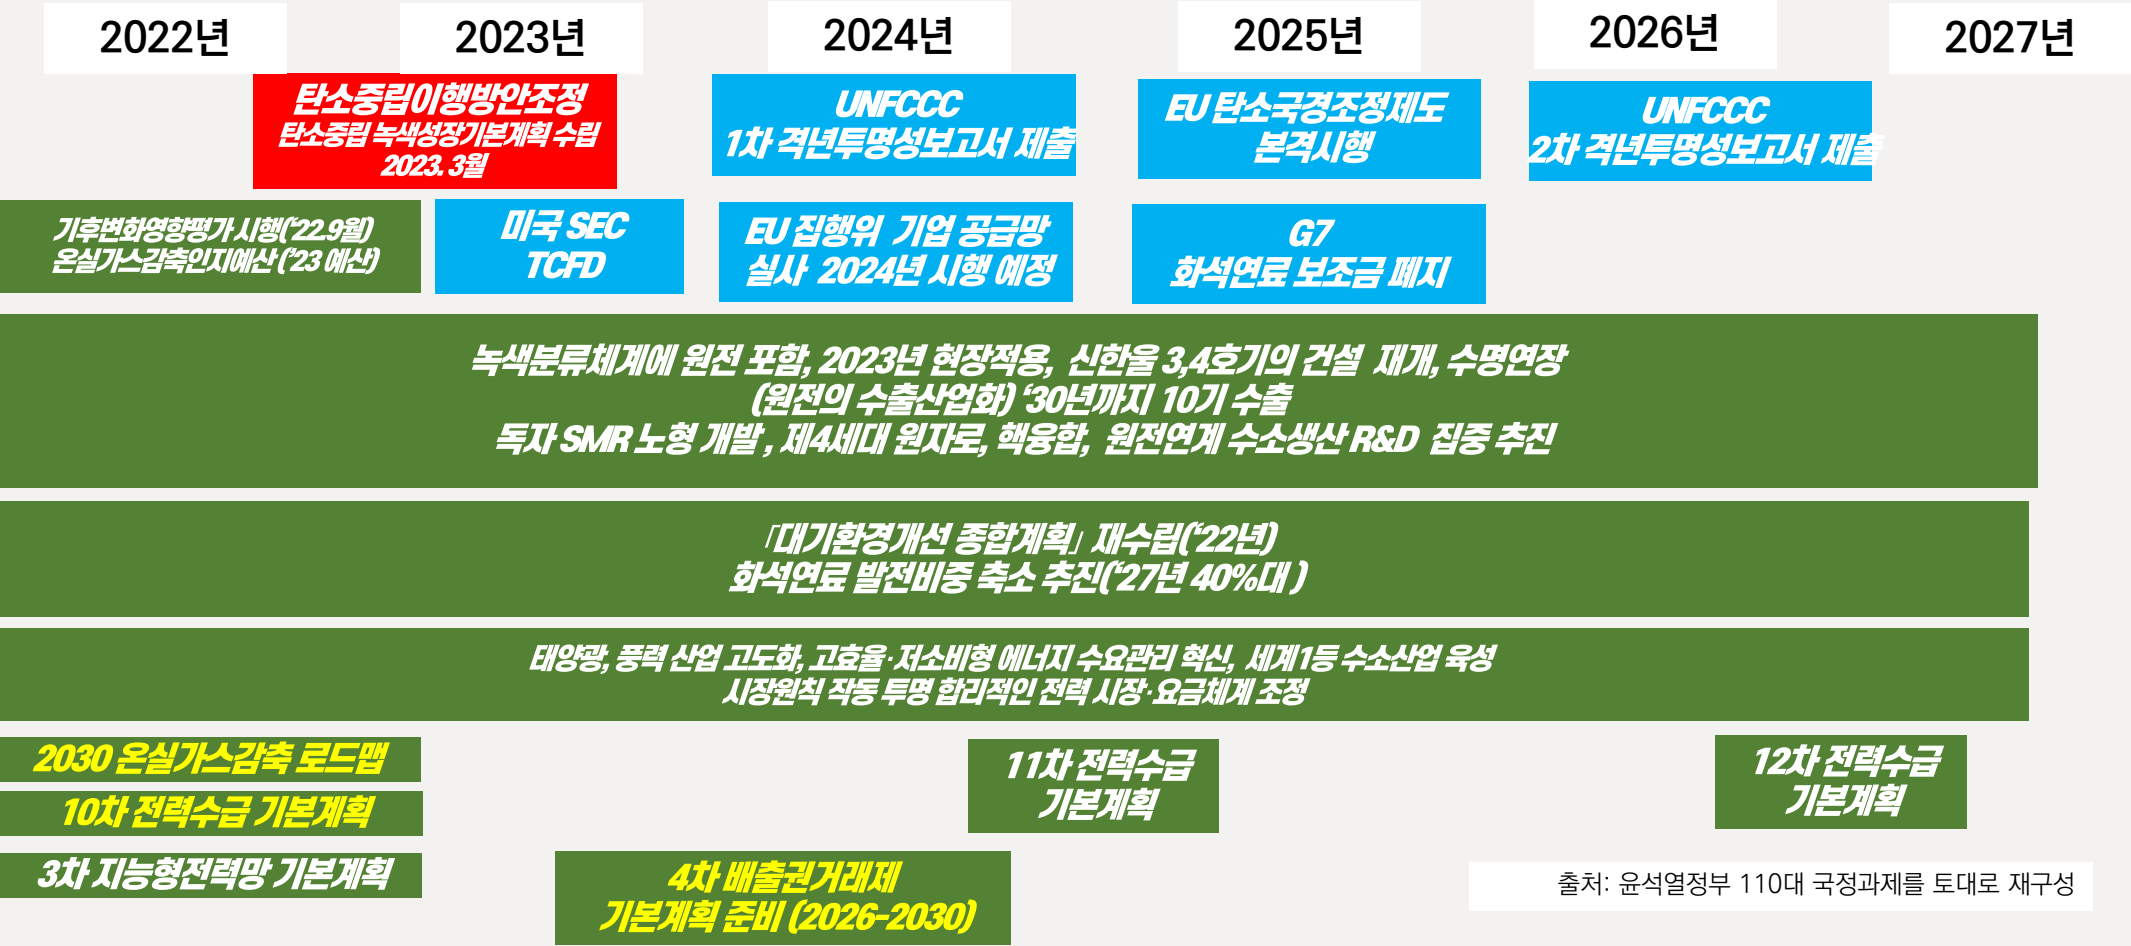 2022년
2023년
2024년
2025년
2026년
2027년
탄소중립이행방안조정
탄소중립 녹색성장기본계획 수립
2023. 3월
UNFCCC
1차 격년투명성보고서 제출
EU 탄소국경조정제도
본격시행
UNFCCC
2차 격년투명성보고서 제출
기후변화영향평가 시행(‘22.9월)
온실가스감축인지예산 (’23 예산)
미국 SEC
TCFD
EU 집행위 기업 공급망
실사 2024년 시행 예정
G7
화석연료 보조금 폐지
녹색분류체계에 원전 포함, 2023년 현장적용, 신한울 3,4호기의 건설 재개, 수명연장
(원전의 수출산업화) ‘30년까지 10기 수출
독자 SMR 노형 개발 , 제4세대 원자로, 핵융합, 원전연계 수소생산 R&D 집중 추진
「대기환경개선 종합계획」 재수립(‘22년)
화석연료 발전비중 축소 추진(‘27년 40%대 )
태양광, 풍력 산업 고도화, 고효율·저소비형 에너지 수요관리 혁신, 세계1등 수소산업 육성
시장원칙 작동 투명 합리적인 전력 시장·요금체계 조정
2030 온실가스감축 로드맵
10차 전력수급 기본계획
3차 지능형전력망 기본계획
11차 전력수급
기본계획
12차 전력수급
기본계획
4차 배출권거래제
기본계획 준비 (2026-2030)
출처: 윤석열정부 110대 국정과제를 토대로 재구성